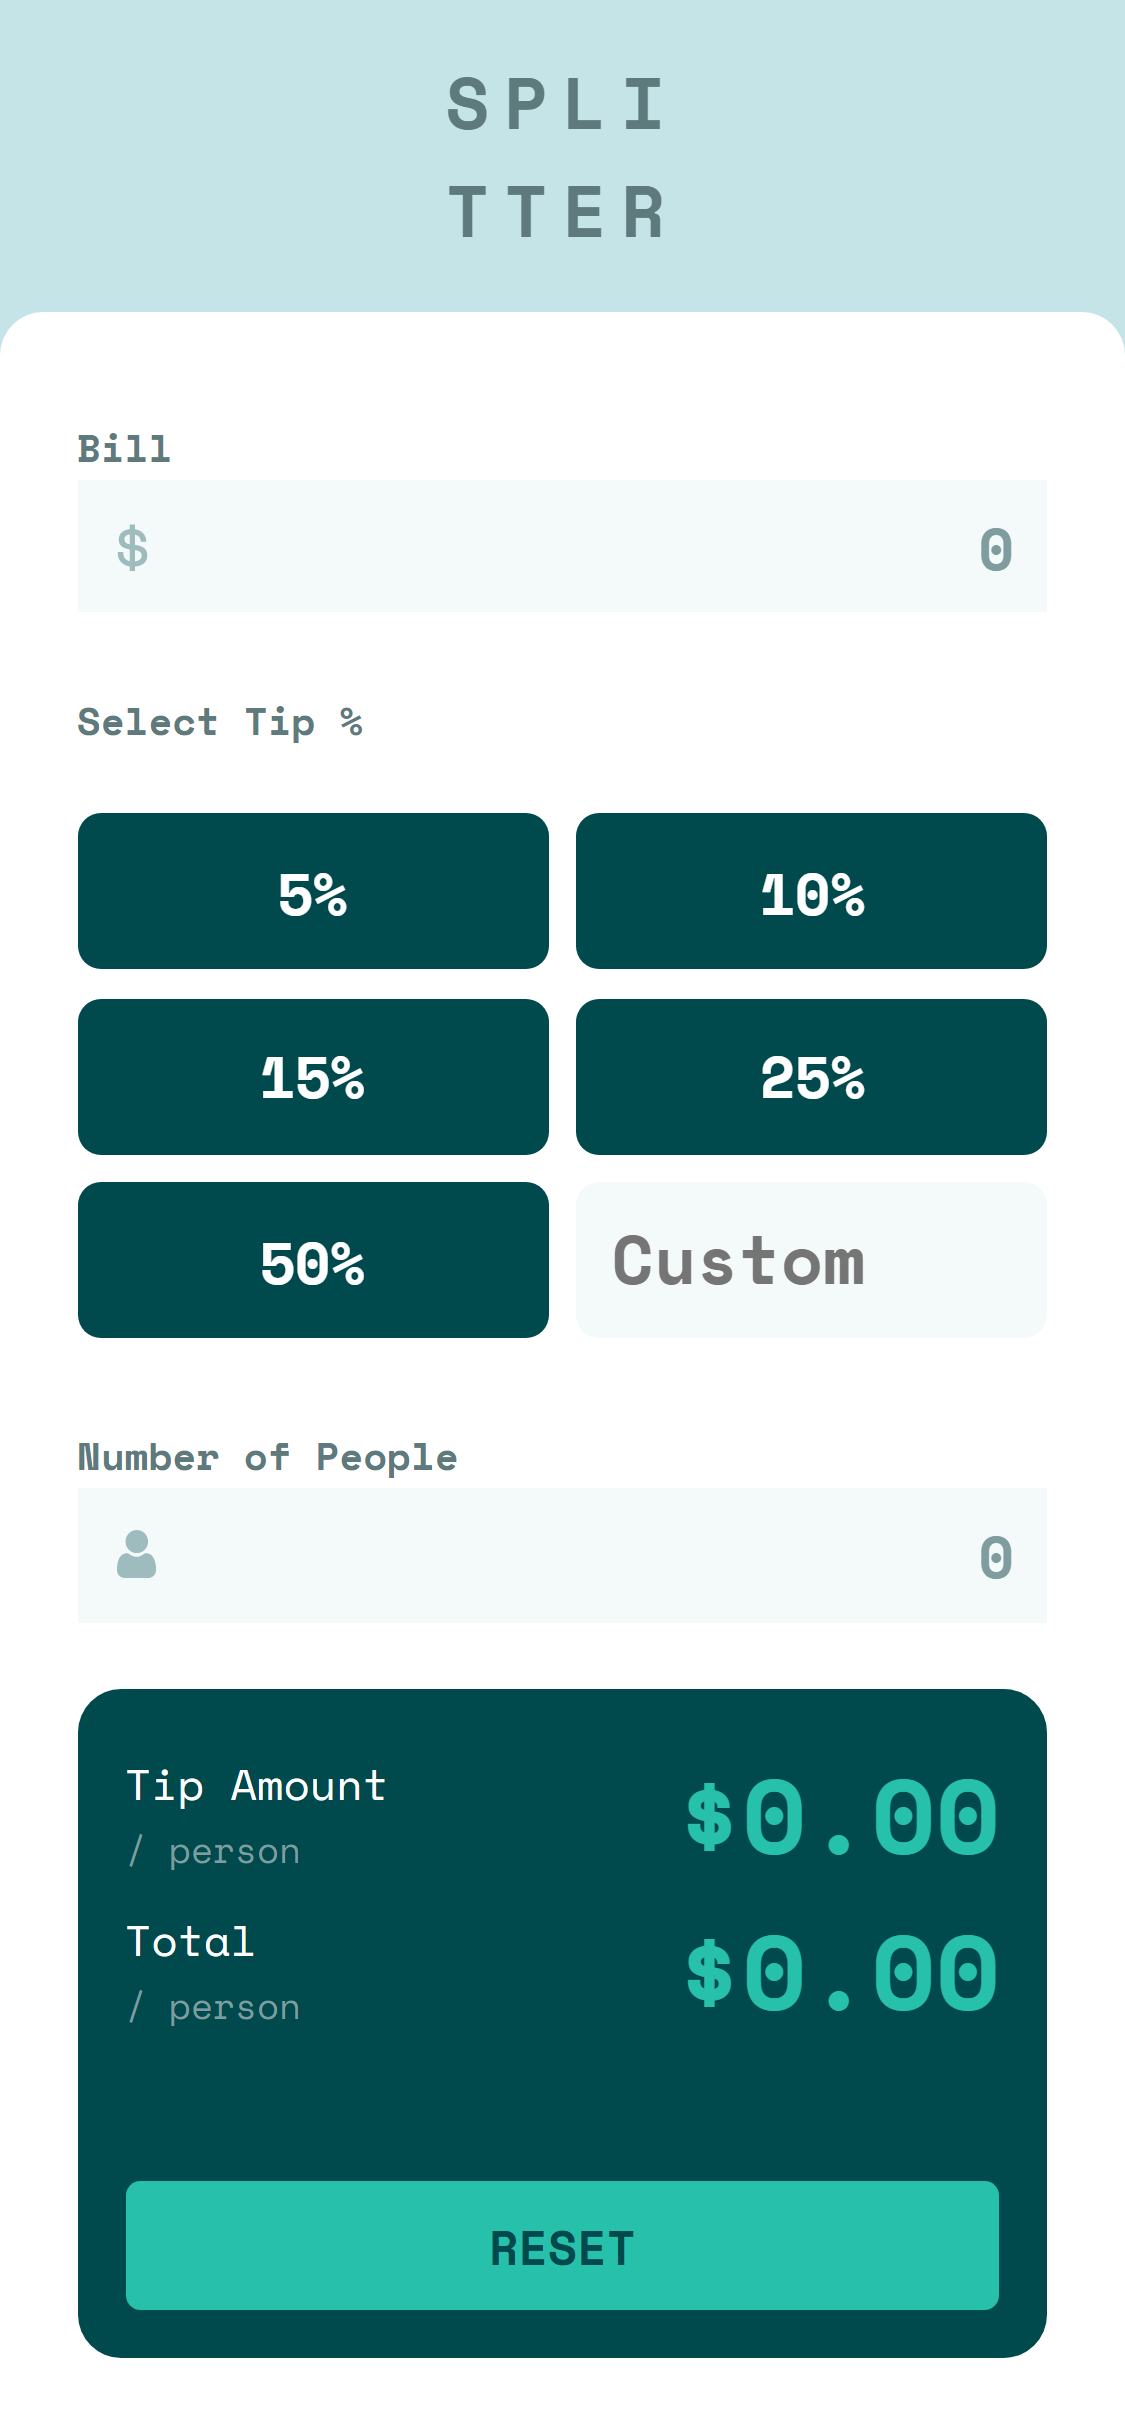 SPLI
TTER
Bill
$ 0
Select Tip %
5% 10%
15% 25%
50% Custom
Number of People
0
Tip Amount
/ person
$0.00
Total
/ person
$0.00
RESET